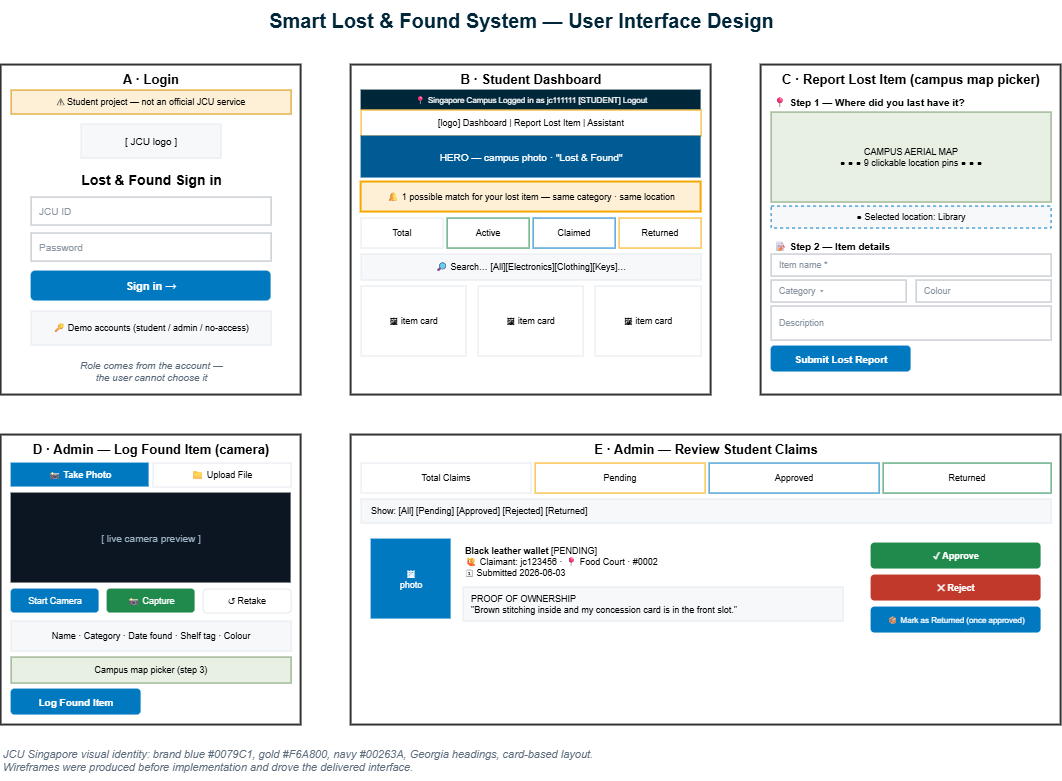 Smart Lost & Found System — User Interface Design
A · Login
⚠ Student project — not an official JCU service
[ JCU logo ]
Lost & Found Sign in
JCU ID
Password
Sign in →
🔑 Demo accounts (student / admin / no-access)
Role comes from the account —
the user cannot choose it
B · Student Dashboard
📍 Singapore Campus Logged in as jc111111 [STUDENT] Logout
[logo] Dashboard | Report Lost Item | Assistant
HERO — campus photo · "Lost & Found"
🔔 1 possible match for your lost item — same category · same location
Total
Active
Claimed
Returned
🔎 Search... [All][Electronics][Clothing][Keys]...
🖼 item card
🖼 item card
🖼 item card
C · Report Lost Item (campus map picker)
📍 Step 1 — Where did you last have it?
CAMPUS AERIAL MAP
● ● ● 9 clickable location pins ● ● ●
● Selected location: Library
📝 Step 2 — Item details
Item name *
Category ▾
Colour
Description
Submit Lost Report
D · Admin — Log Found Item (camera)
📷 Take Photo
📁 Upload File
[ live camera preview ]
Start Camera
📷 Capture
↺ Retake
Name · Category · Date found · Shelf tag · Colour
Campus map picker (step 3)
Log Found Item
E · Admin — Review Student Claims
Total Claims
Pending
Approved
Returned
Show: [All] [Pending] [Approved] [Rejected] [Returned]
🖼
photo
Black leather wallet [PENDING]
🙋 Claimant: jc123456 · 📍 Food Court · #0002
🗓 Submitted 2026-06-03
PROOF OF OWNERSHIP
"Brown stitching inside and my concession card is in the front slot."
✓ Approve
✕ Reject
📦 Mark as Returned (once approved)
JCU Singapore visual identity: brand blue #0079C1, gold #F6A800, navy #00263A, Georgia headings, card-based layout.
Wireframes were produced before implementation and drove the delivered interface.